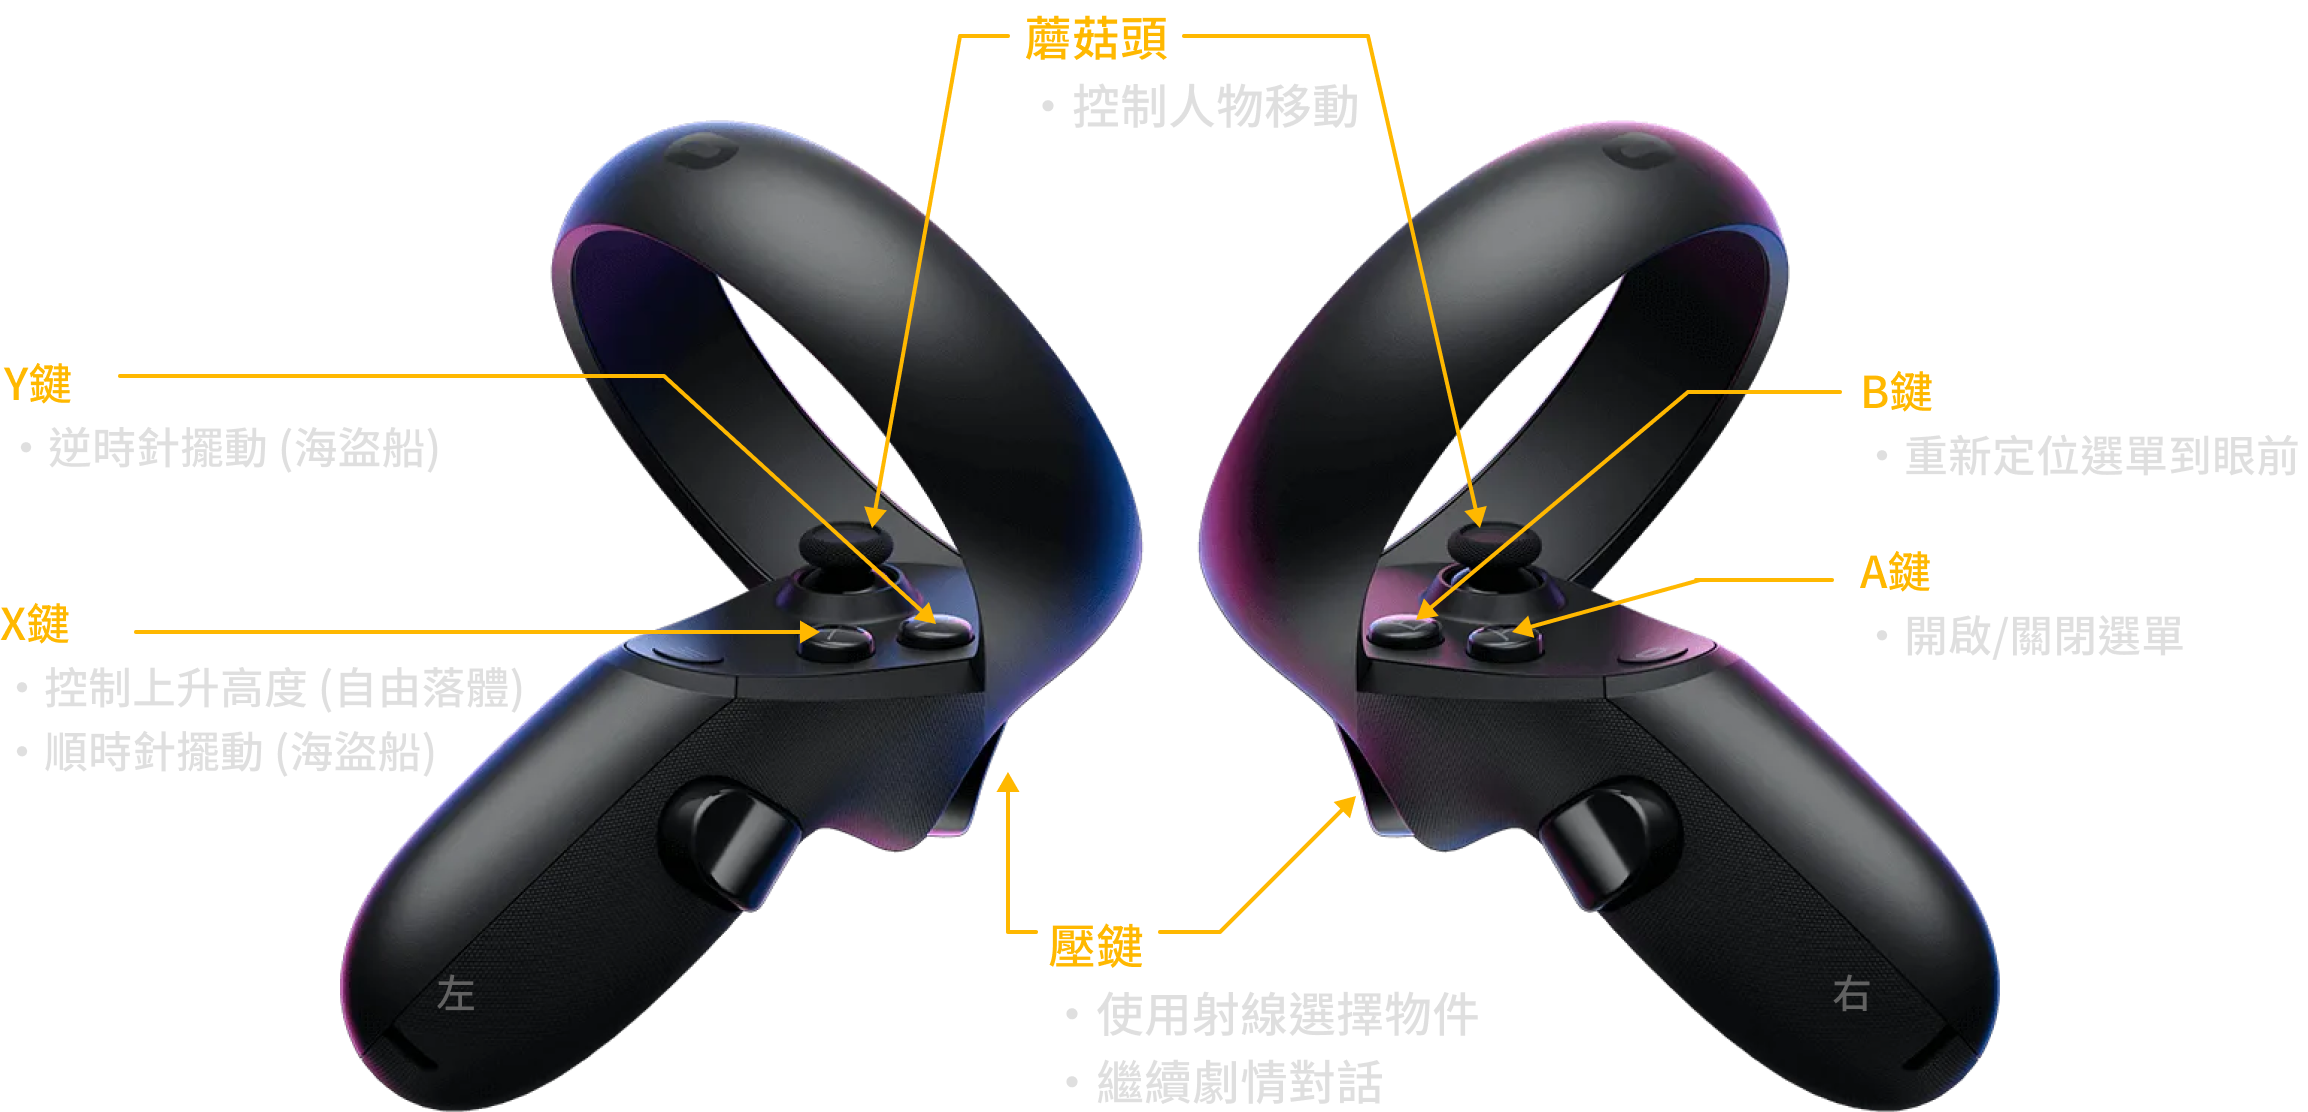 蘑菇頭
・控制人物移動
Y鍵
・逆時針擺動 (海盜船)
X鍵
・控制上升高度 (自由落體)
・順時針擺動 (海盜船)
B鍵
・重新定位選單到眼前
A鍵
・開啟/關閉選單
壓鍵
・使用射線選擇物件
・繼續劇情對話
左
右